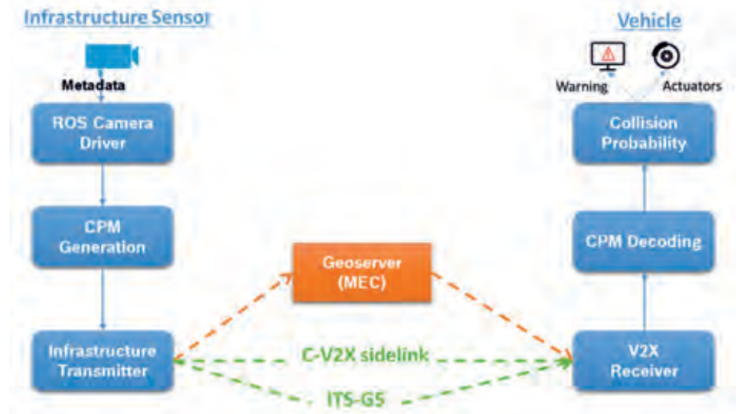 Infrastructure Sensor
Vehicle
Metadata
Warning
Actuators
ROS Camera
Driver
Collision
Probability
CPM
Generation
CPM Decoding
Geoserver
(MEC)
Infrastructure
Transmitter
C-V2X sidelink
V2X
Receiver
ITS-G5